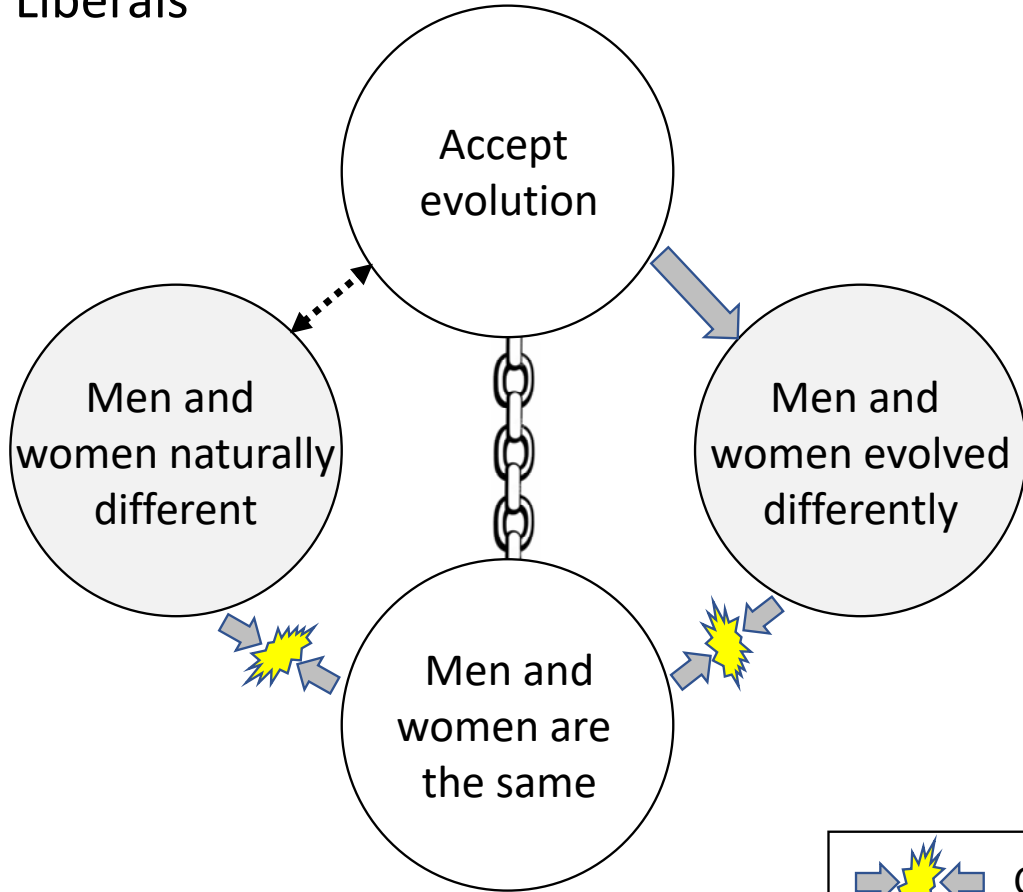 Liberals
Accept
evolution
Men and
women naturally
different
Men and
women evolved
differently
Men and
women are
the same